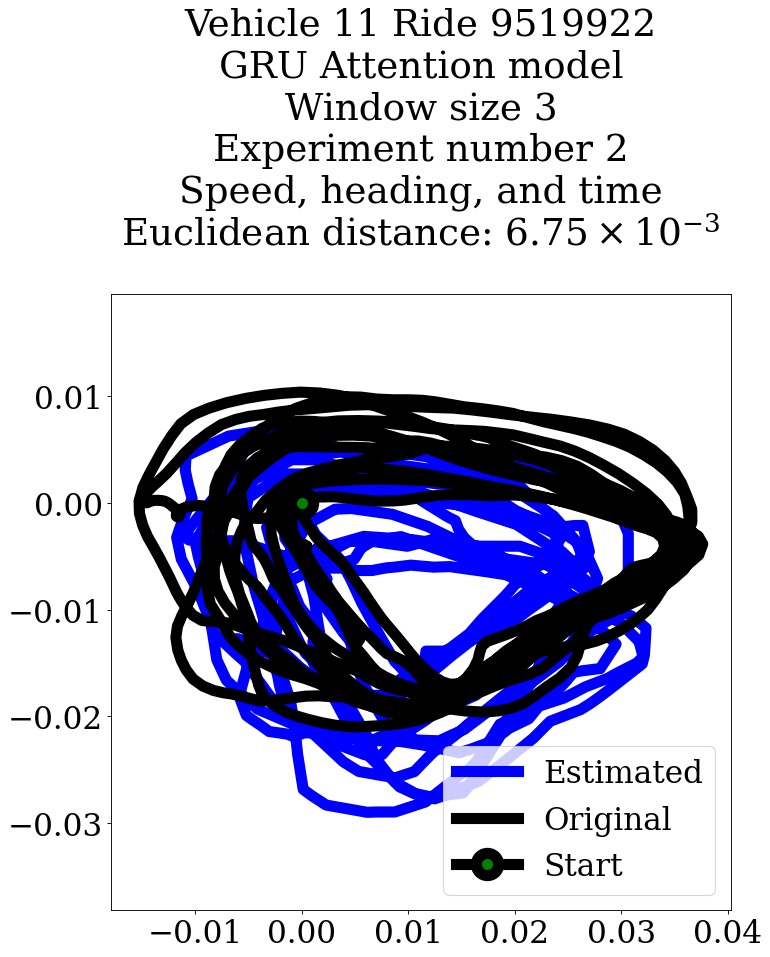 Vehicle 11 Ride 9519922
GRU Attention model
Window size 3
Experiment number 2
Speed, heading, and time
Euclidean distance: 6.75 × 10⁻³
0.01
0.00
−0.01
−0.02
−0.03
Estimated
Original
Start
−0.01 0.00 0.01 0.02 0.03 0.04